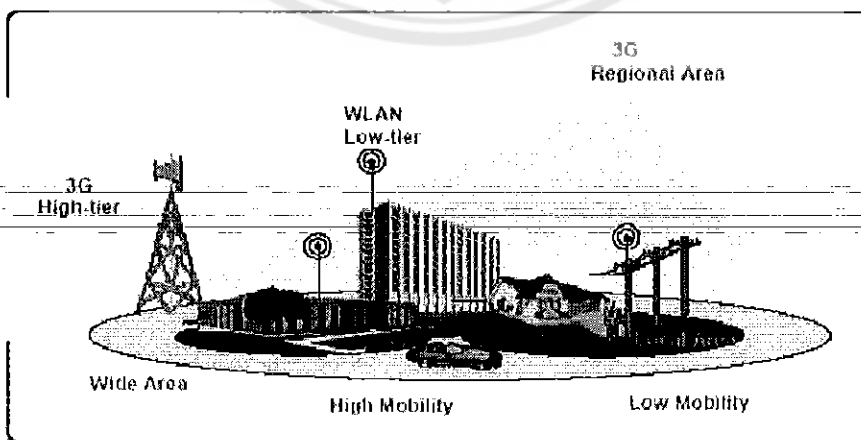 3G
Regional Area
WLAN
Low-tier
3G
High-tier
Wide Area
High Mobility
Low Mobility